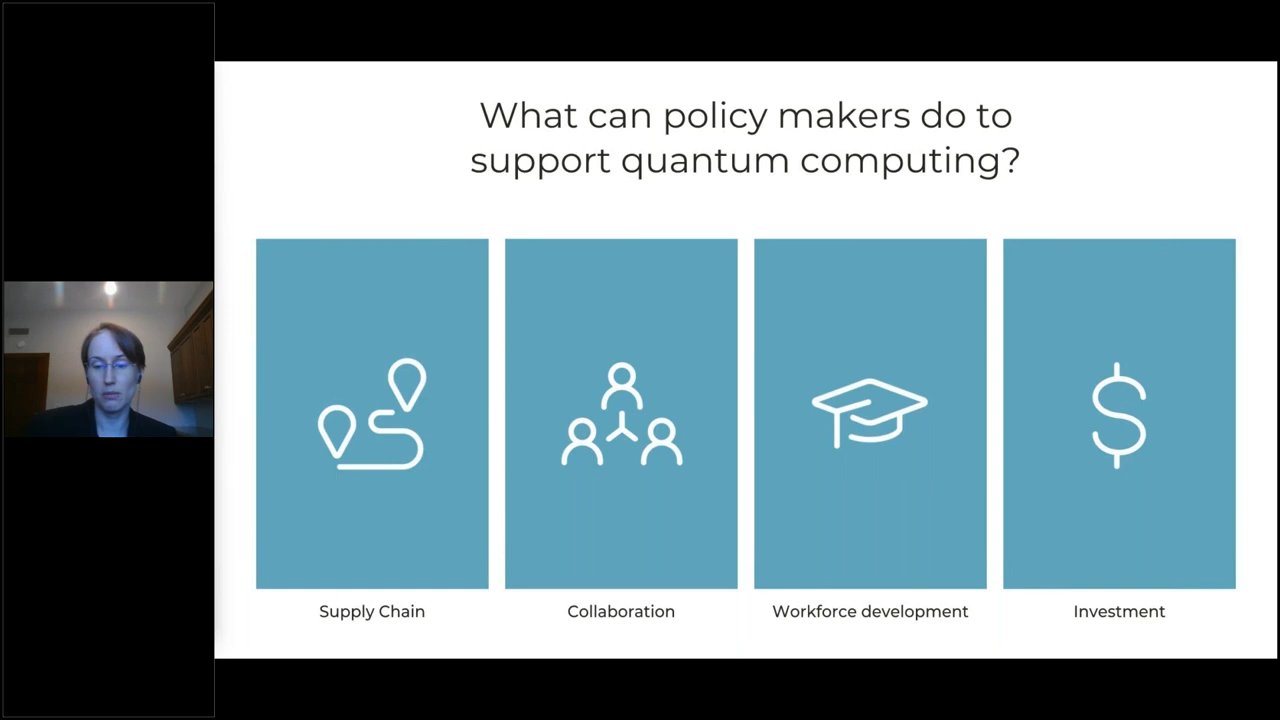 What can policy makers do to
support quantum computing?
Supply Chain
Collaboration
Workforce development
Investment